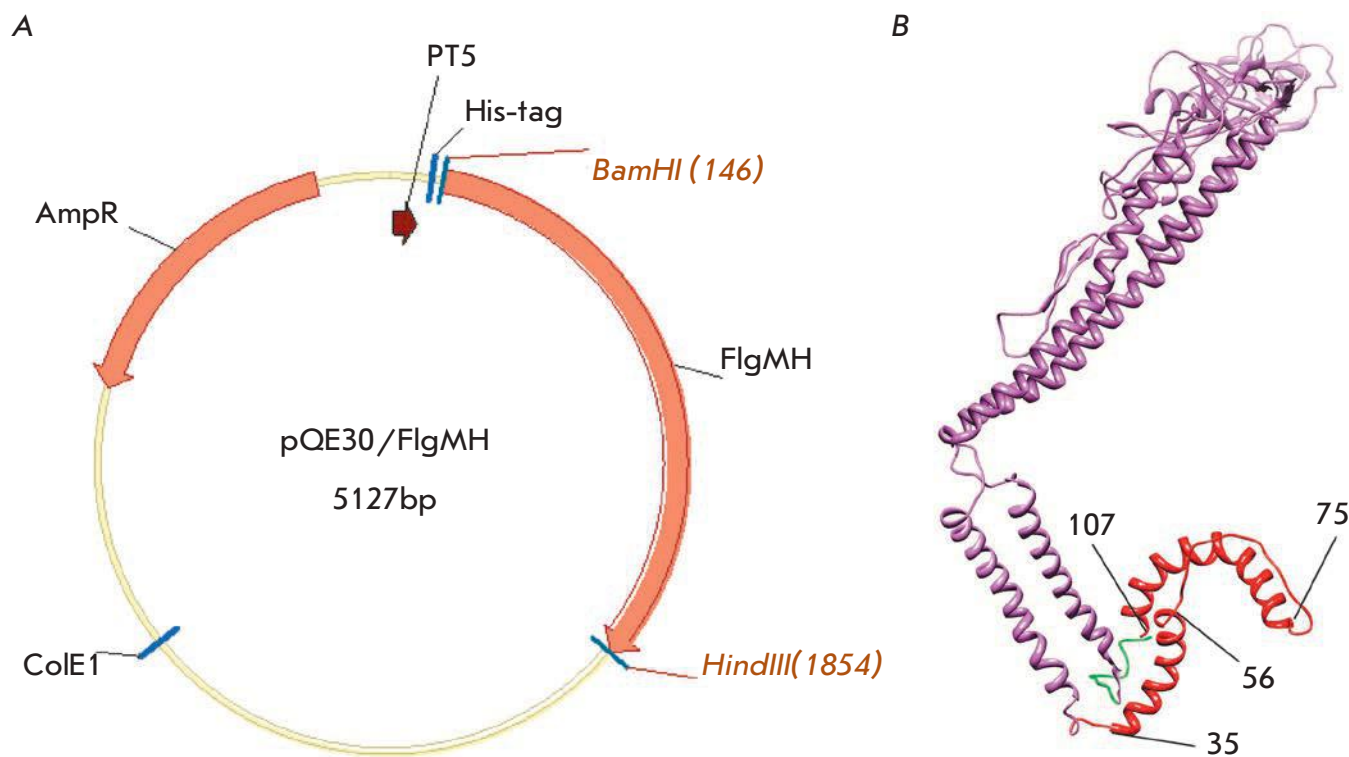 A
PT5
His-tag
BamHI (146)
AmpR
FlgMH
pQE30/FlgMH
5127bp
ColE1
HindIII(1854)
B
107
75
56
35